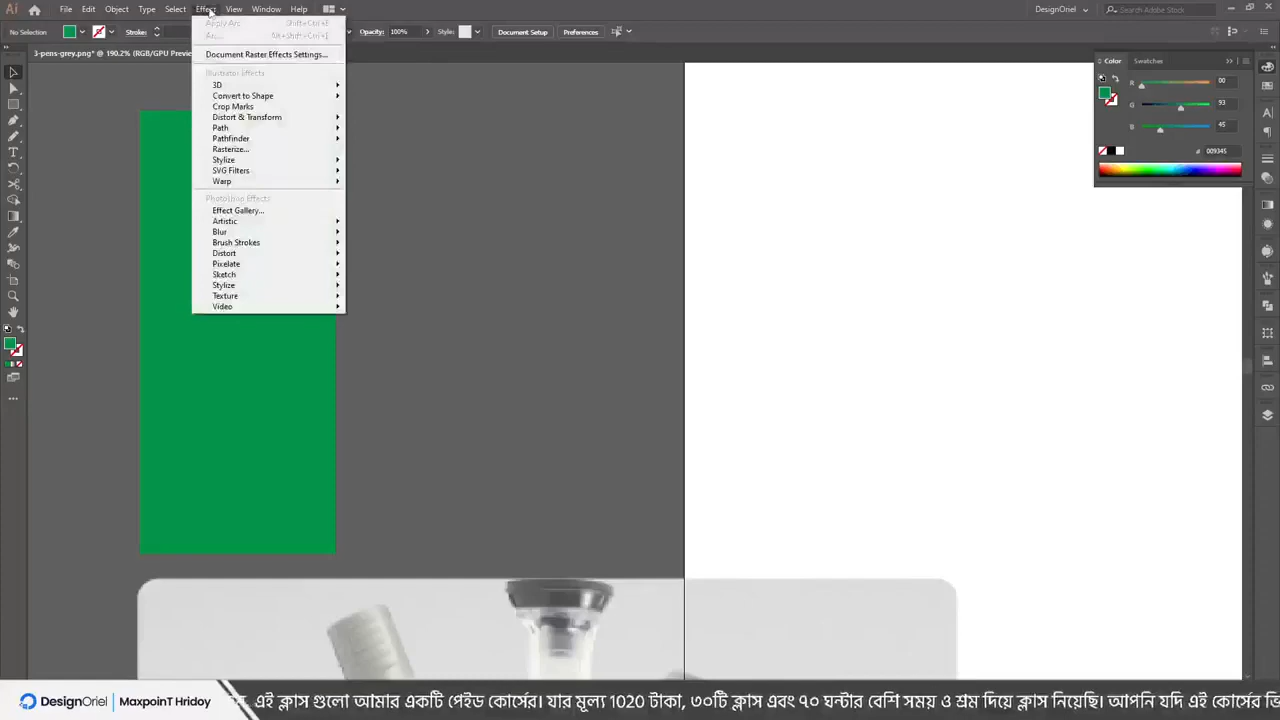 Ai File Edit Object Type Select Effect View Window Help DesignOriel Search Adobe Stock
No Selection Stroke: Opacity: 100% Style: Document Setup Preferences
3-pens-grey.png* @ 190.2% (RGB/GPU Previe
Apply Arc Shift+Ctrl+E
Arc... Alt+Shift+Ctrl+E
Document Raster Effects Settings...
Illustrator Effects
3D
Convert to Shape
Crop Marks
Distort & Transform
Path
Pathfinder
Rasterize...
Stylize
SVG Filters
Warp
Photoshop Effects
Effect Gallery...
Artistic
Blur
Brush Strokes
Distort
Pixelate
Sketch
Stylize
Texture
Video
Color Swatches
R 00
G 93
B 45
# 009345
DesignOriel MaxpoinT Hridoy এই ক্লাস গুলো আমার একটি পেইড কোর্সের। যার মূল্য 1020 টাকা, ৩০টি ক্লাস এবং ৭০ ঘন্টার বেশি সময় ও শ্রম দিয়ে ক্লাস নিয়েছি। আপনি যদি এই কোর্সের